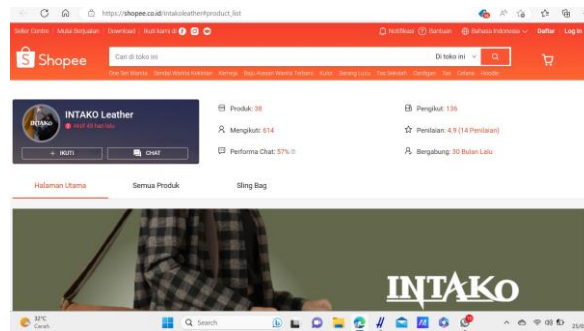 https://shopee.co.id/intakoleather#product_list
Seller Centre | Mulai Berjualan | Download | Ikuti kami di
Notifikasi Bantuan Bahasa Indonesia Daftar Log In
Shopee
Cari di toko ini
Di toko ini
INTAKO
INTAKO Leather
+ IKUTI
CHAT
Produk: 38
Mengikuti: 614
Performa Chat: 57%
Pengikut: 136
Penilaian: 4,9 (14 Penilaian)
Bergabung: 30 Bulan Lalu
Halaman Utama
Semua Produk
Sling Bag
INTAKO
32°C
Cerah
Search